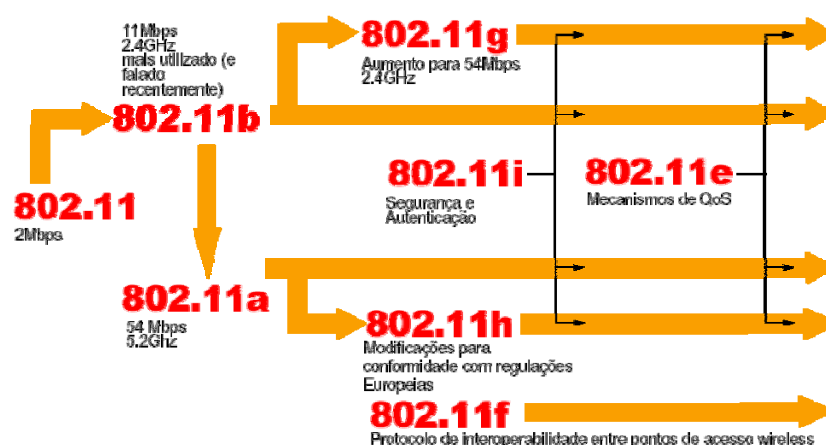 11Mbps
2.4GHz
mais utilizado (e
falado
recentemente)
802.11b
802.11g
Aumento para 54Mbps
2.4GHz
802.11
2Mbps
802.11i
Segurança e
Autenticação
802.11e
Mecanismos de QoS
802.11a
54 Mbps
5.2Ghz
802.11h
Modificações para
conformidade com regulações
Europeias
802.11f
Protocolo de interoperabilidade entre pontos de acesso wireless